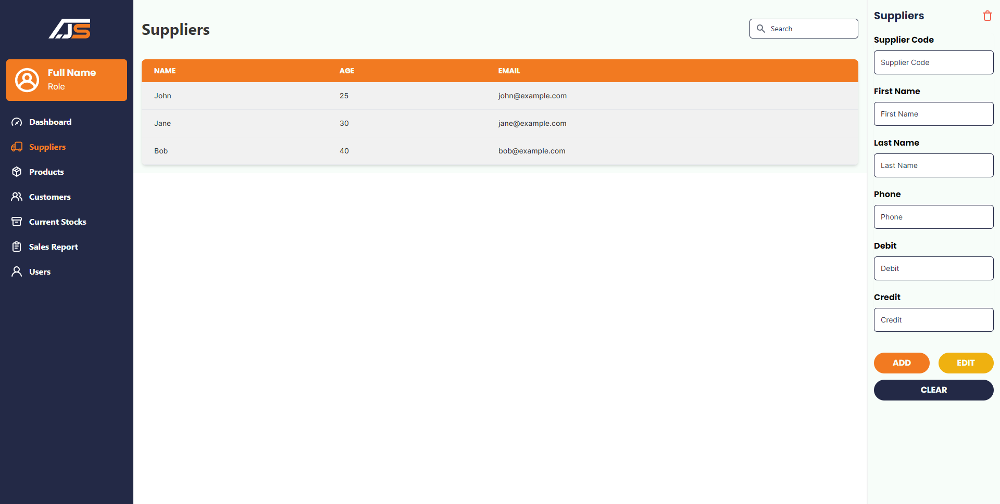 AJS
Full Name
Role
Dashboard
Suppliers
Products
Customers
Current Stocks
Sales Report
Users
Suppliers
Search
NAME AGE EMAIL
John 25 john@example.com
Jane 30 jane@example.com
Bob 40 bob@example.com
Suppliers
Supplier Code
Supplier Code
First Name
First Name
Last Name
Last Name
Phone
Phone
Debit
Debit
Credit
Credit
ADD EDIT
CLEAR